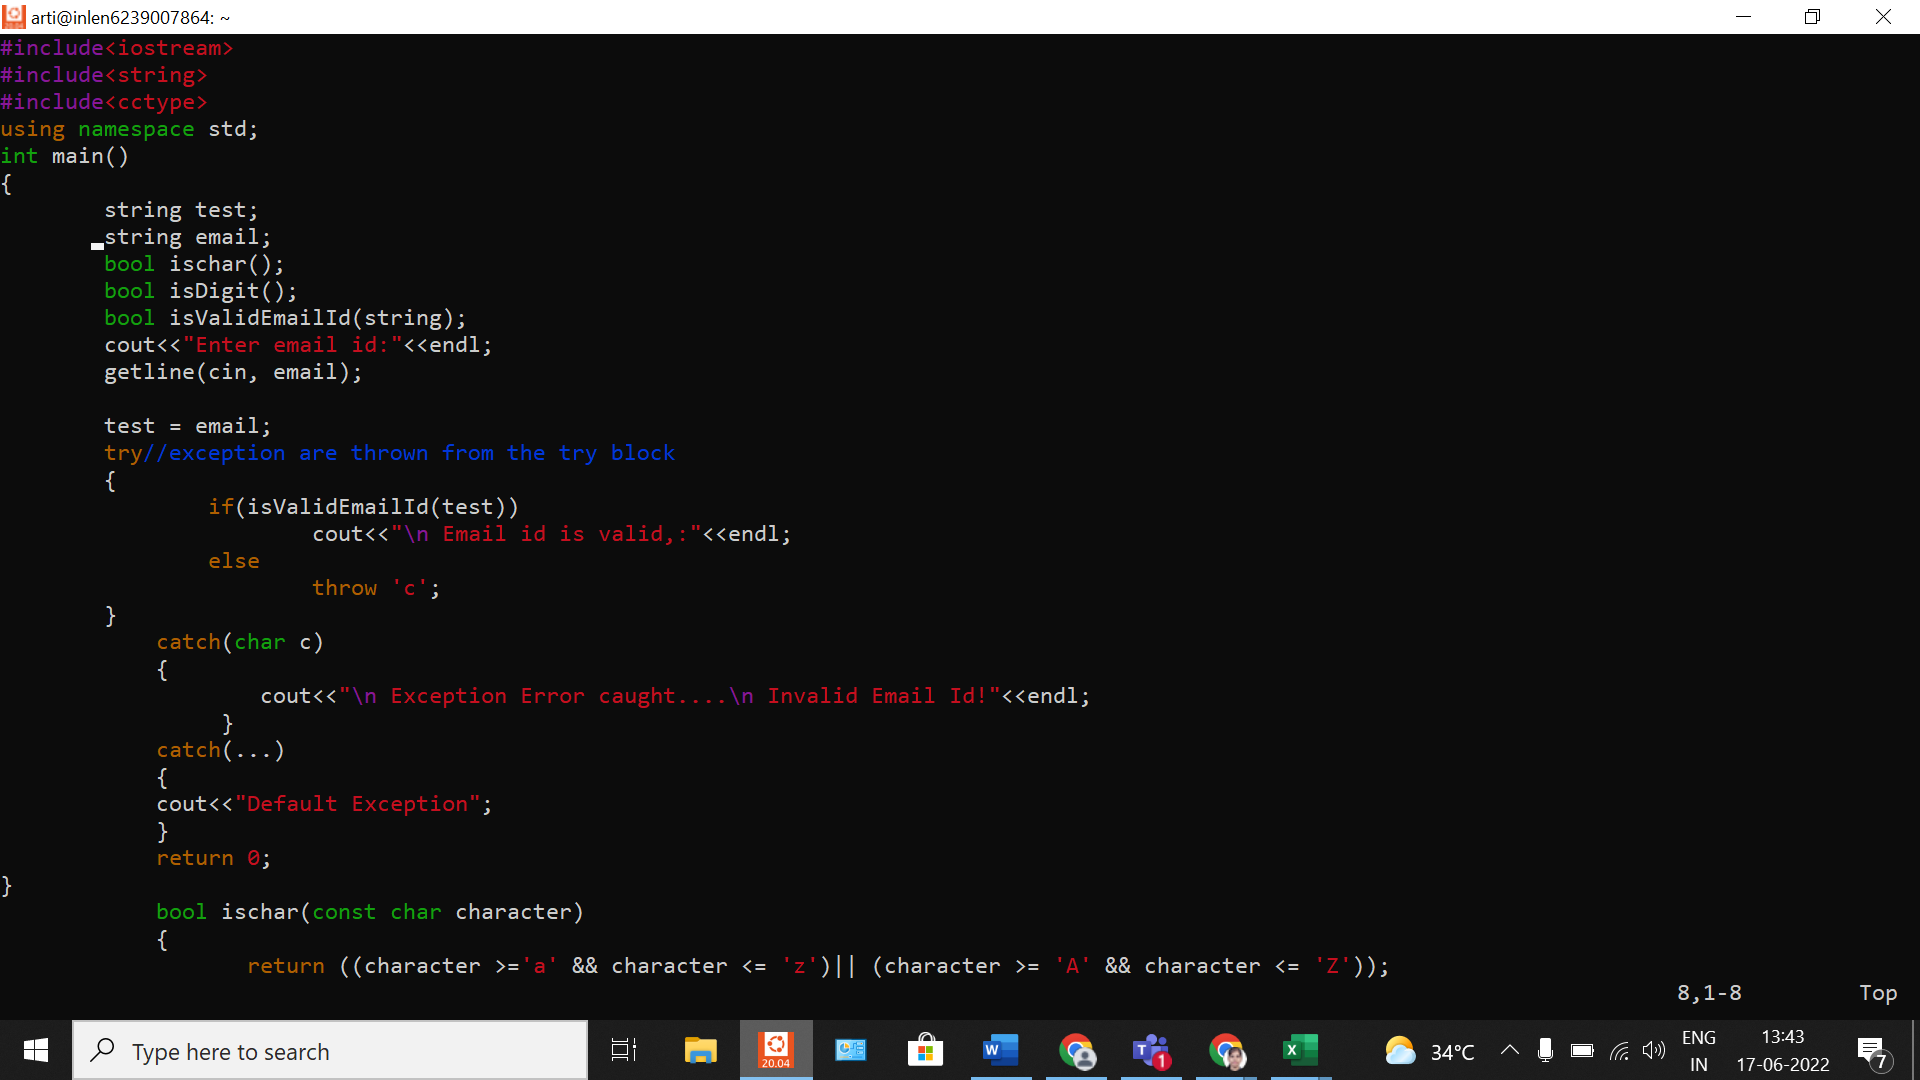 arti@inlen6239007864: ~
#include<iostream>
#include<string>
#include<cctype>
using namespace std;
int main()
{
        string test;
        string email;
        bool ischar();
        bool isDigit();
        bool isValidEmailId(string);
        cout<<"Enter email id:"<<endl;
        getline(cin, email);

        test = email;
        try//exception are thrown from the try block
        {
                if(isValidEmailId(test))
                        cout<<"\n Email id is valid,:"<<endl;
                else
                        throw 'c';
        }
            catch(char c)
            {
                    cout<<"\n Exception Error caught....\n Invalid Email Id!"<<endl;
                 }
            catch(...)
            {
            cout<<"Default Exception";
            }
            return 0;
}
            bool ischar(const char character)
            {
                   return ((character >='a' && character <= 'z')|| (character >= 'A' && character <= 'Z'));
8,1-8 Top
Type here to search
20.04
W
T
1
X
34°C
ENG
IN
13:43
17-06-2022
7